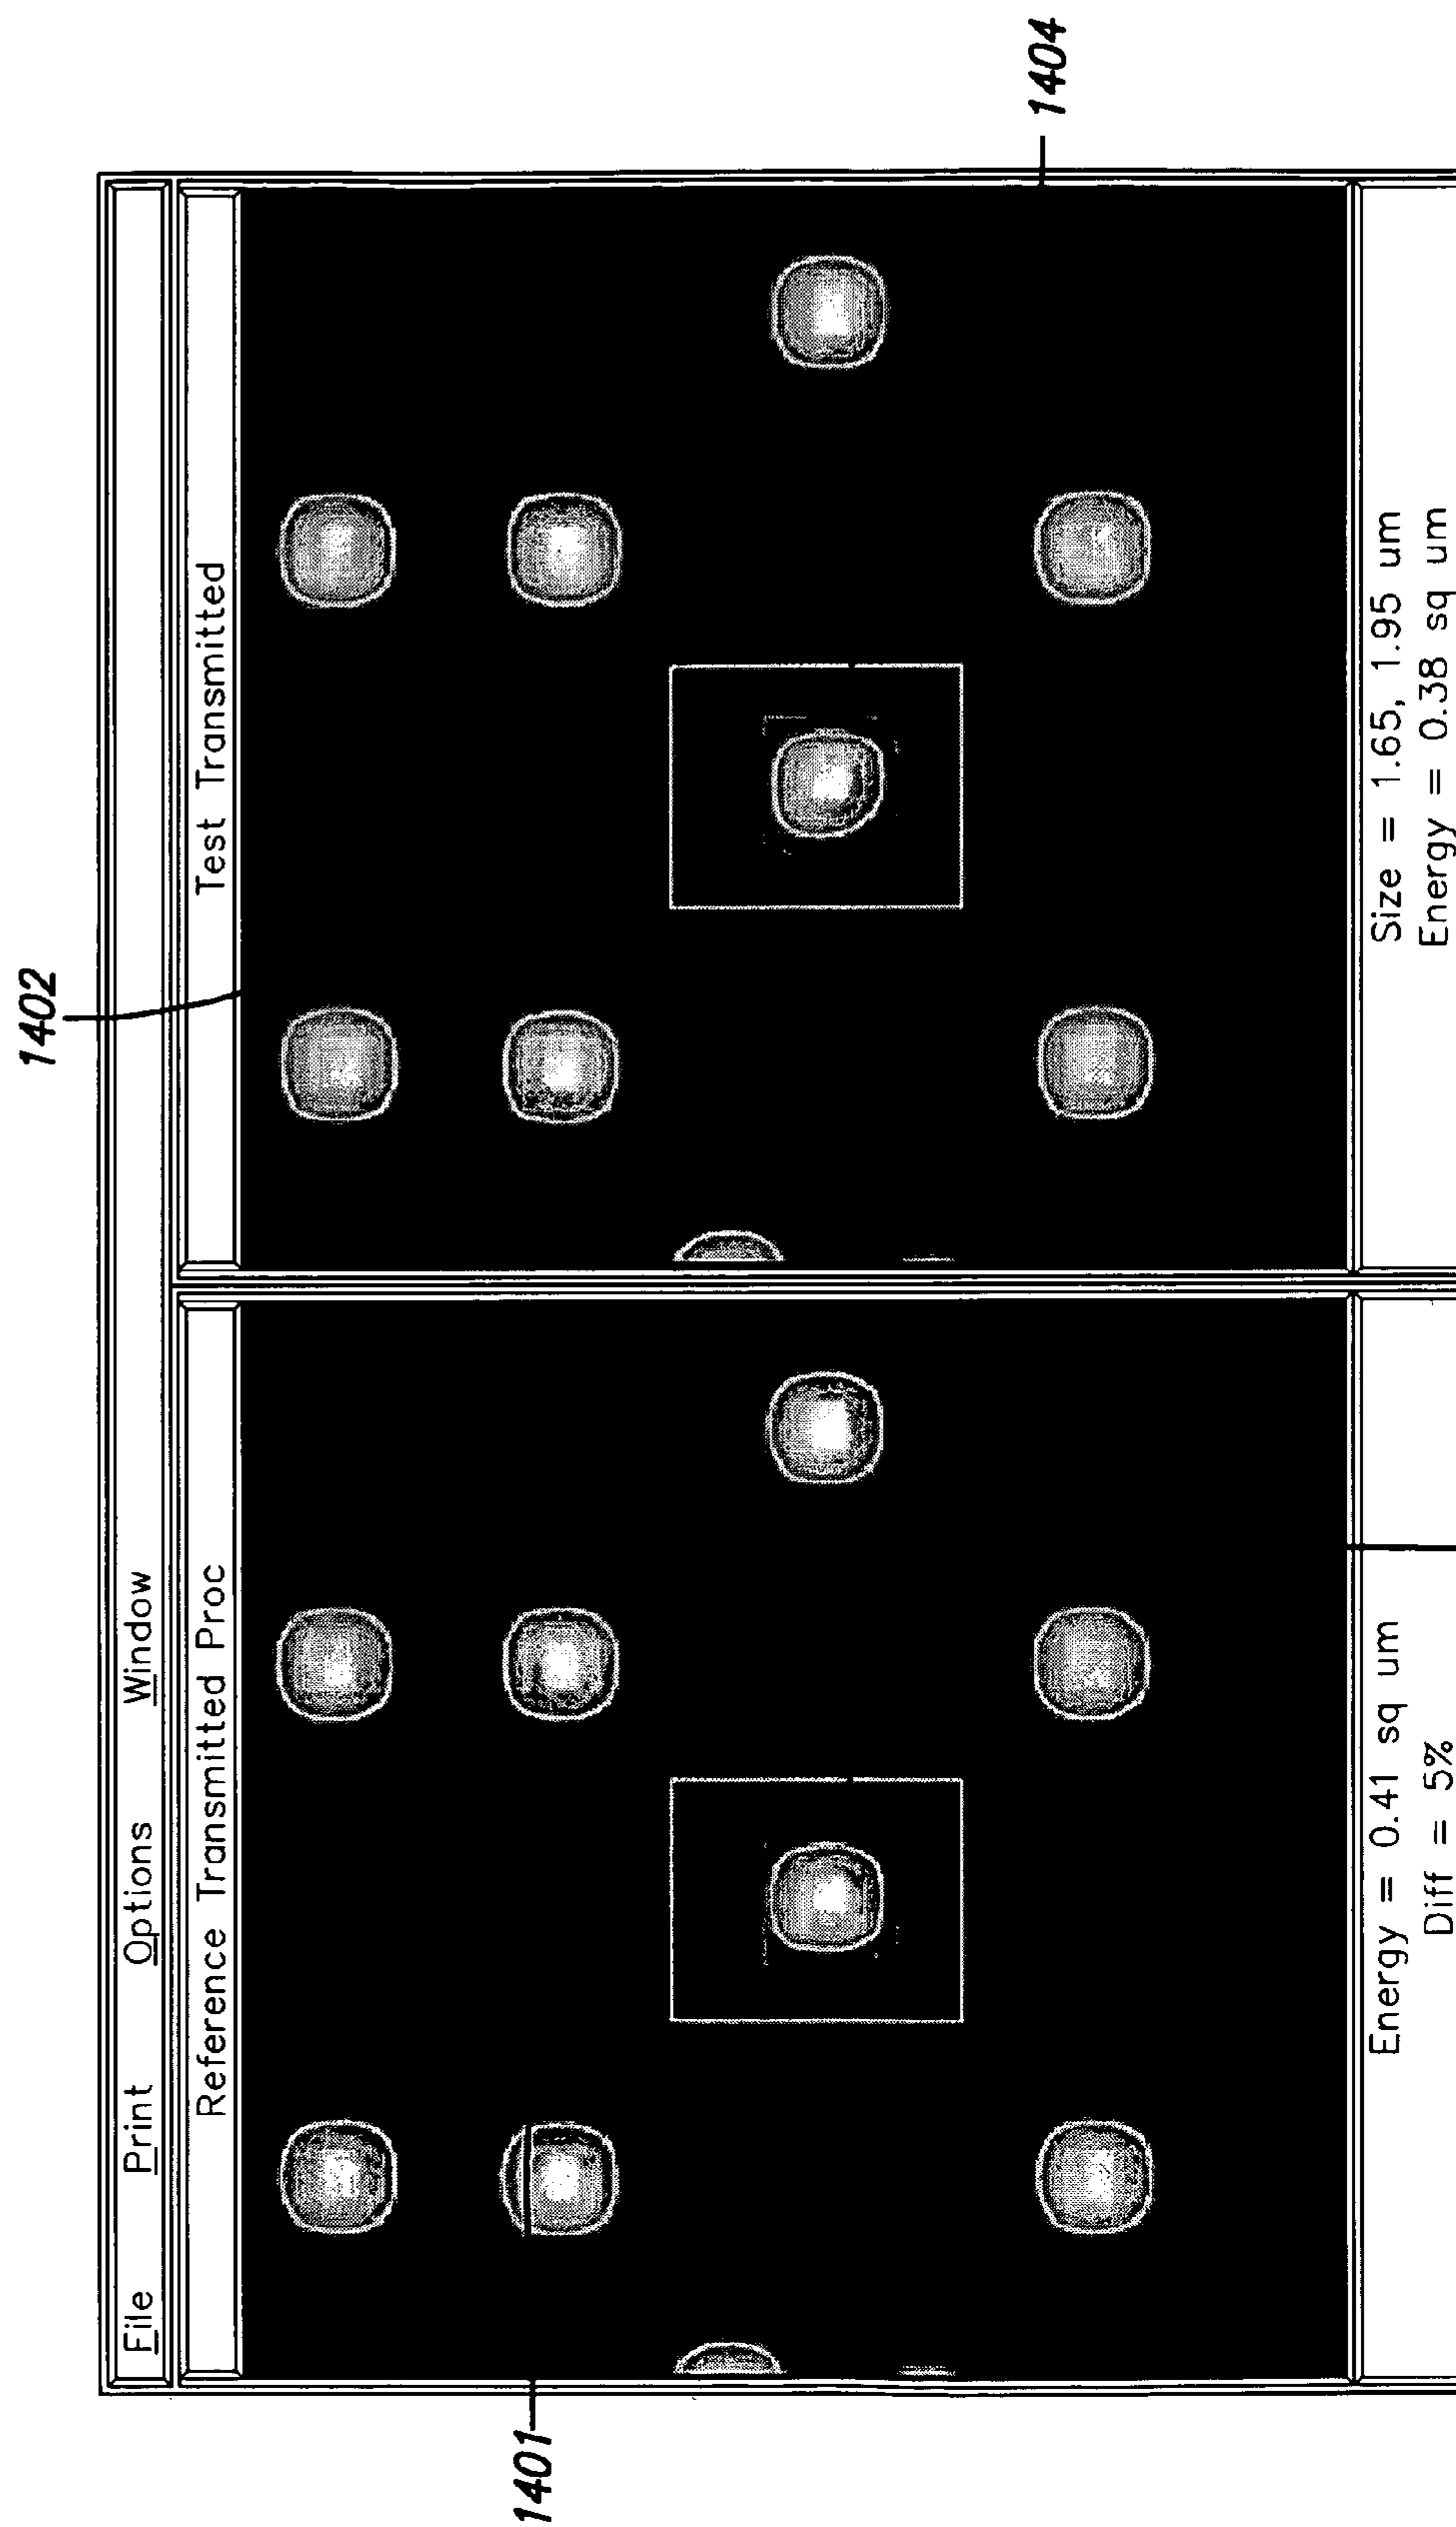 1402
File Print Options Window
Reference Transmitted Proc
Test Transmitted
1401
1404
Energy = 0.41 sq um
Diff = 5%
Size = 1.65, 1.95 um
Energy = 0.38 sq um